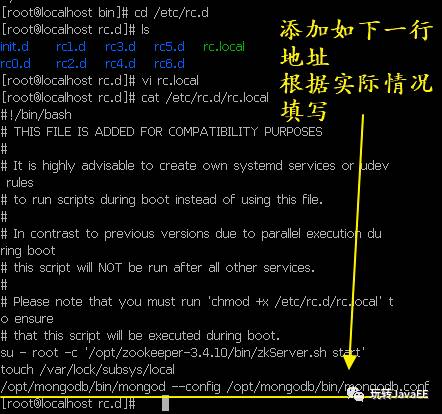 [root@localhost bin]# cd /etc/rc.d
[root@localhost rc.d]# ls
init.d rc1.d rc3.d rc5.d rc.local
rc0.d rc2.d rc4.d rc6.d
[root@localhost rc.d]# vi rc.local
[root@localhost rc.d]# cat /etc/rc.d/rc.local
#!/bin/bash
# THIS FILE IS ADDED FOR COMPATIBILITY PURPOSES
#
# It is highly advisable to create own systemd services or udev
rules
# to run scripts during boot instead of using this file.
#
# In contrast to previous versions due to parallel execution du
ring boot
# this script will NOT be run after all other services.
#
# Please note that you must run 'chmod +x /etc/rc.d/rc.local' t
o ensure
# that this script will be executed during boot.
su - root -c '/opt/zookeeper-3.4.10/bin/zkServer.sh start'
touch /var/lock/subsys/local
/opt/mongodb/bin/mongod --config /opt/mongodb/bin/mongodb.conf
[root@localhost rc.d]#
添加如下一行
地址
根据实际情况
填写
玩转JavaEE